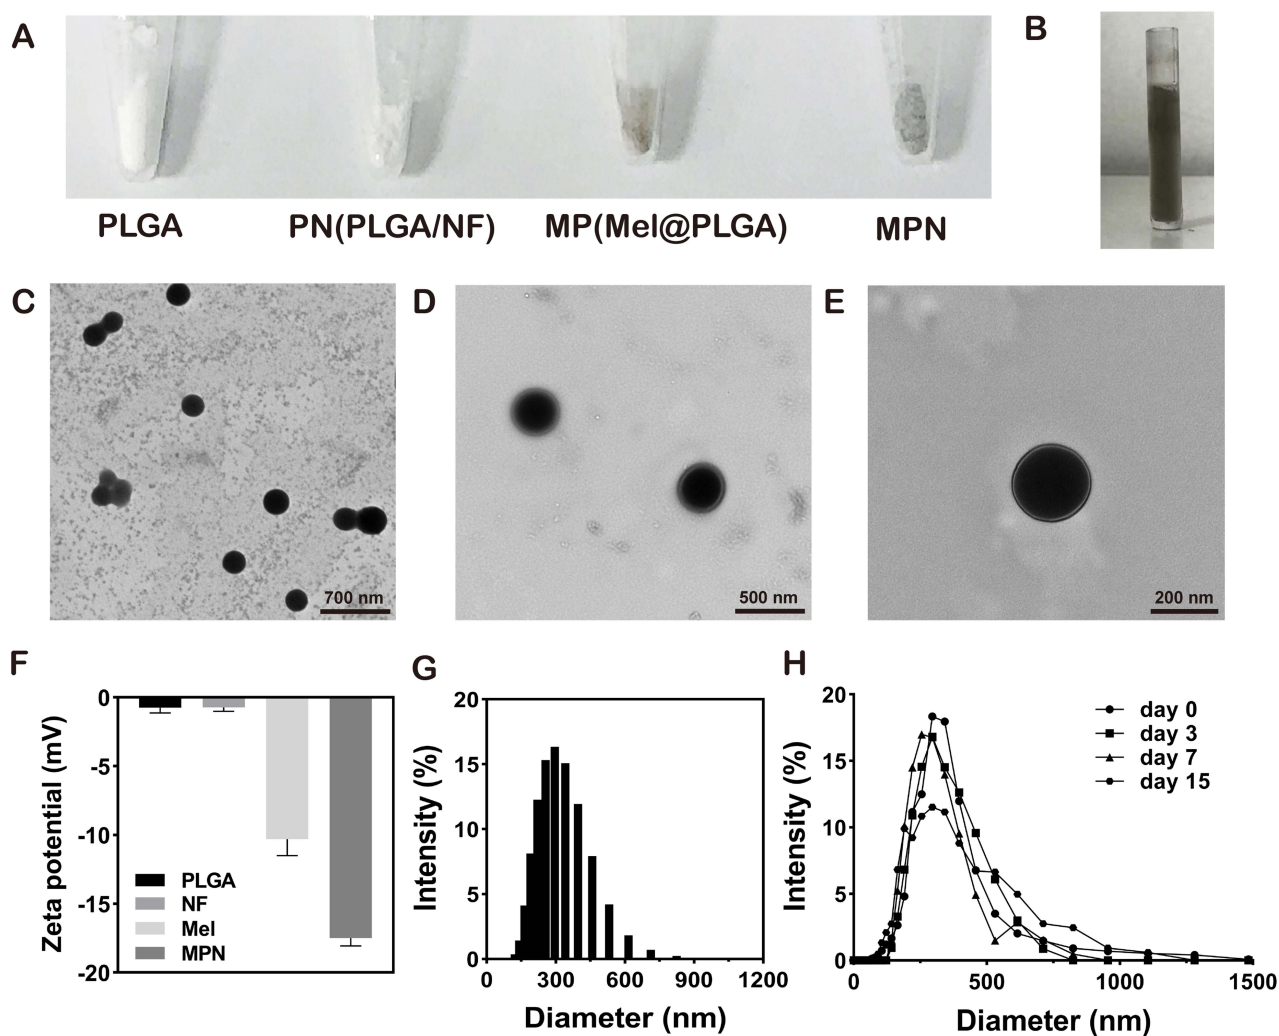 A
B
PLGA
PN(PLGA/NF)
MP(Mel@PLGA)
MPN
C
D
E
700 nm
500 nm
200 nm
F
G
H
Zeta potential (mV)
0
-5
-10
-15
-20
PLGA
NF
Mel
MPN
Intensity (%)
20
15
10
5
0
0
300
600
900
1200
Diameter (nm)
Intensity (%)
20
15
10
5
0
0
500
1000
1500
Diameter (nm)
day 0
day 3
day 7
day 15